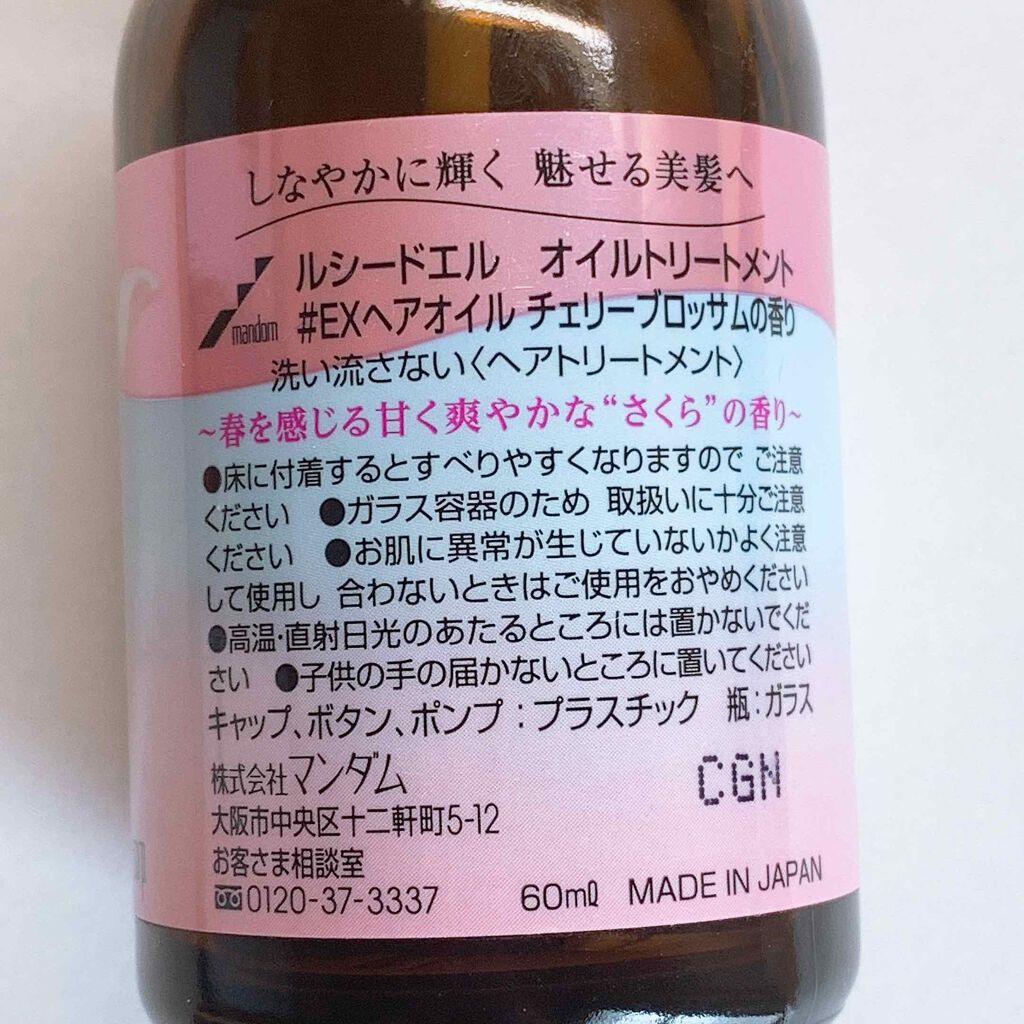 しなやかに輝く 魅せる美髪へ
mandom
ルシードエル オイルトリートメント
#EXヘアオイル チェリーブロッサムの香り
洗い流さない〈ヘアトリートメント〉
~春を感じる甘く爽やかな“さくら”の香り~
●床に付着するとすべりやすくなりますので ご注意
ください ●ガラス容器のため 取扱いに十分ご注意
ください ●お肌に異常が生じていないかよく注意
して使用し 合わないときはご使用をおやめください
●高温・直射日光のあたるところには置かないでくだ
さい ●子供の手の届かないところに置いてください
キャップ、ボタン、ポンプ：プラスチック 瓶：ガラス
株式会社マンダム
CGN
大阪市中央区十二軒町5-12
お客さま相談室
0120-37-3337 60mℓ MADE IN JAPAN